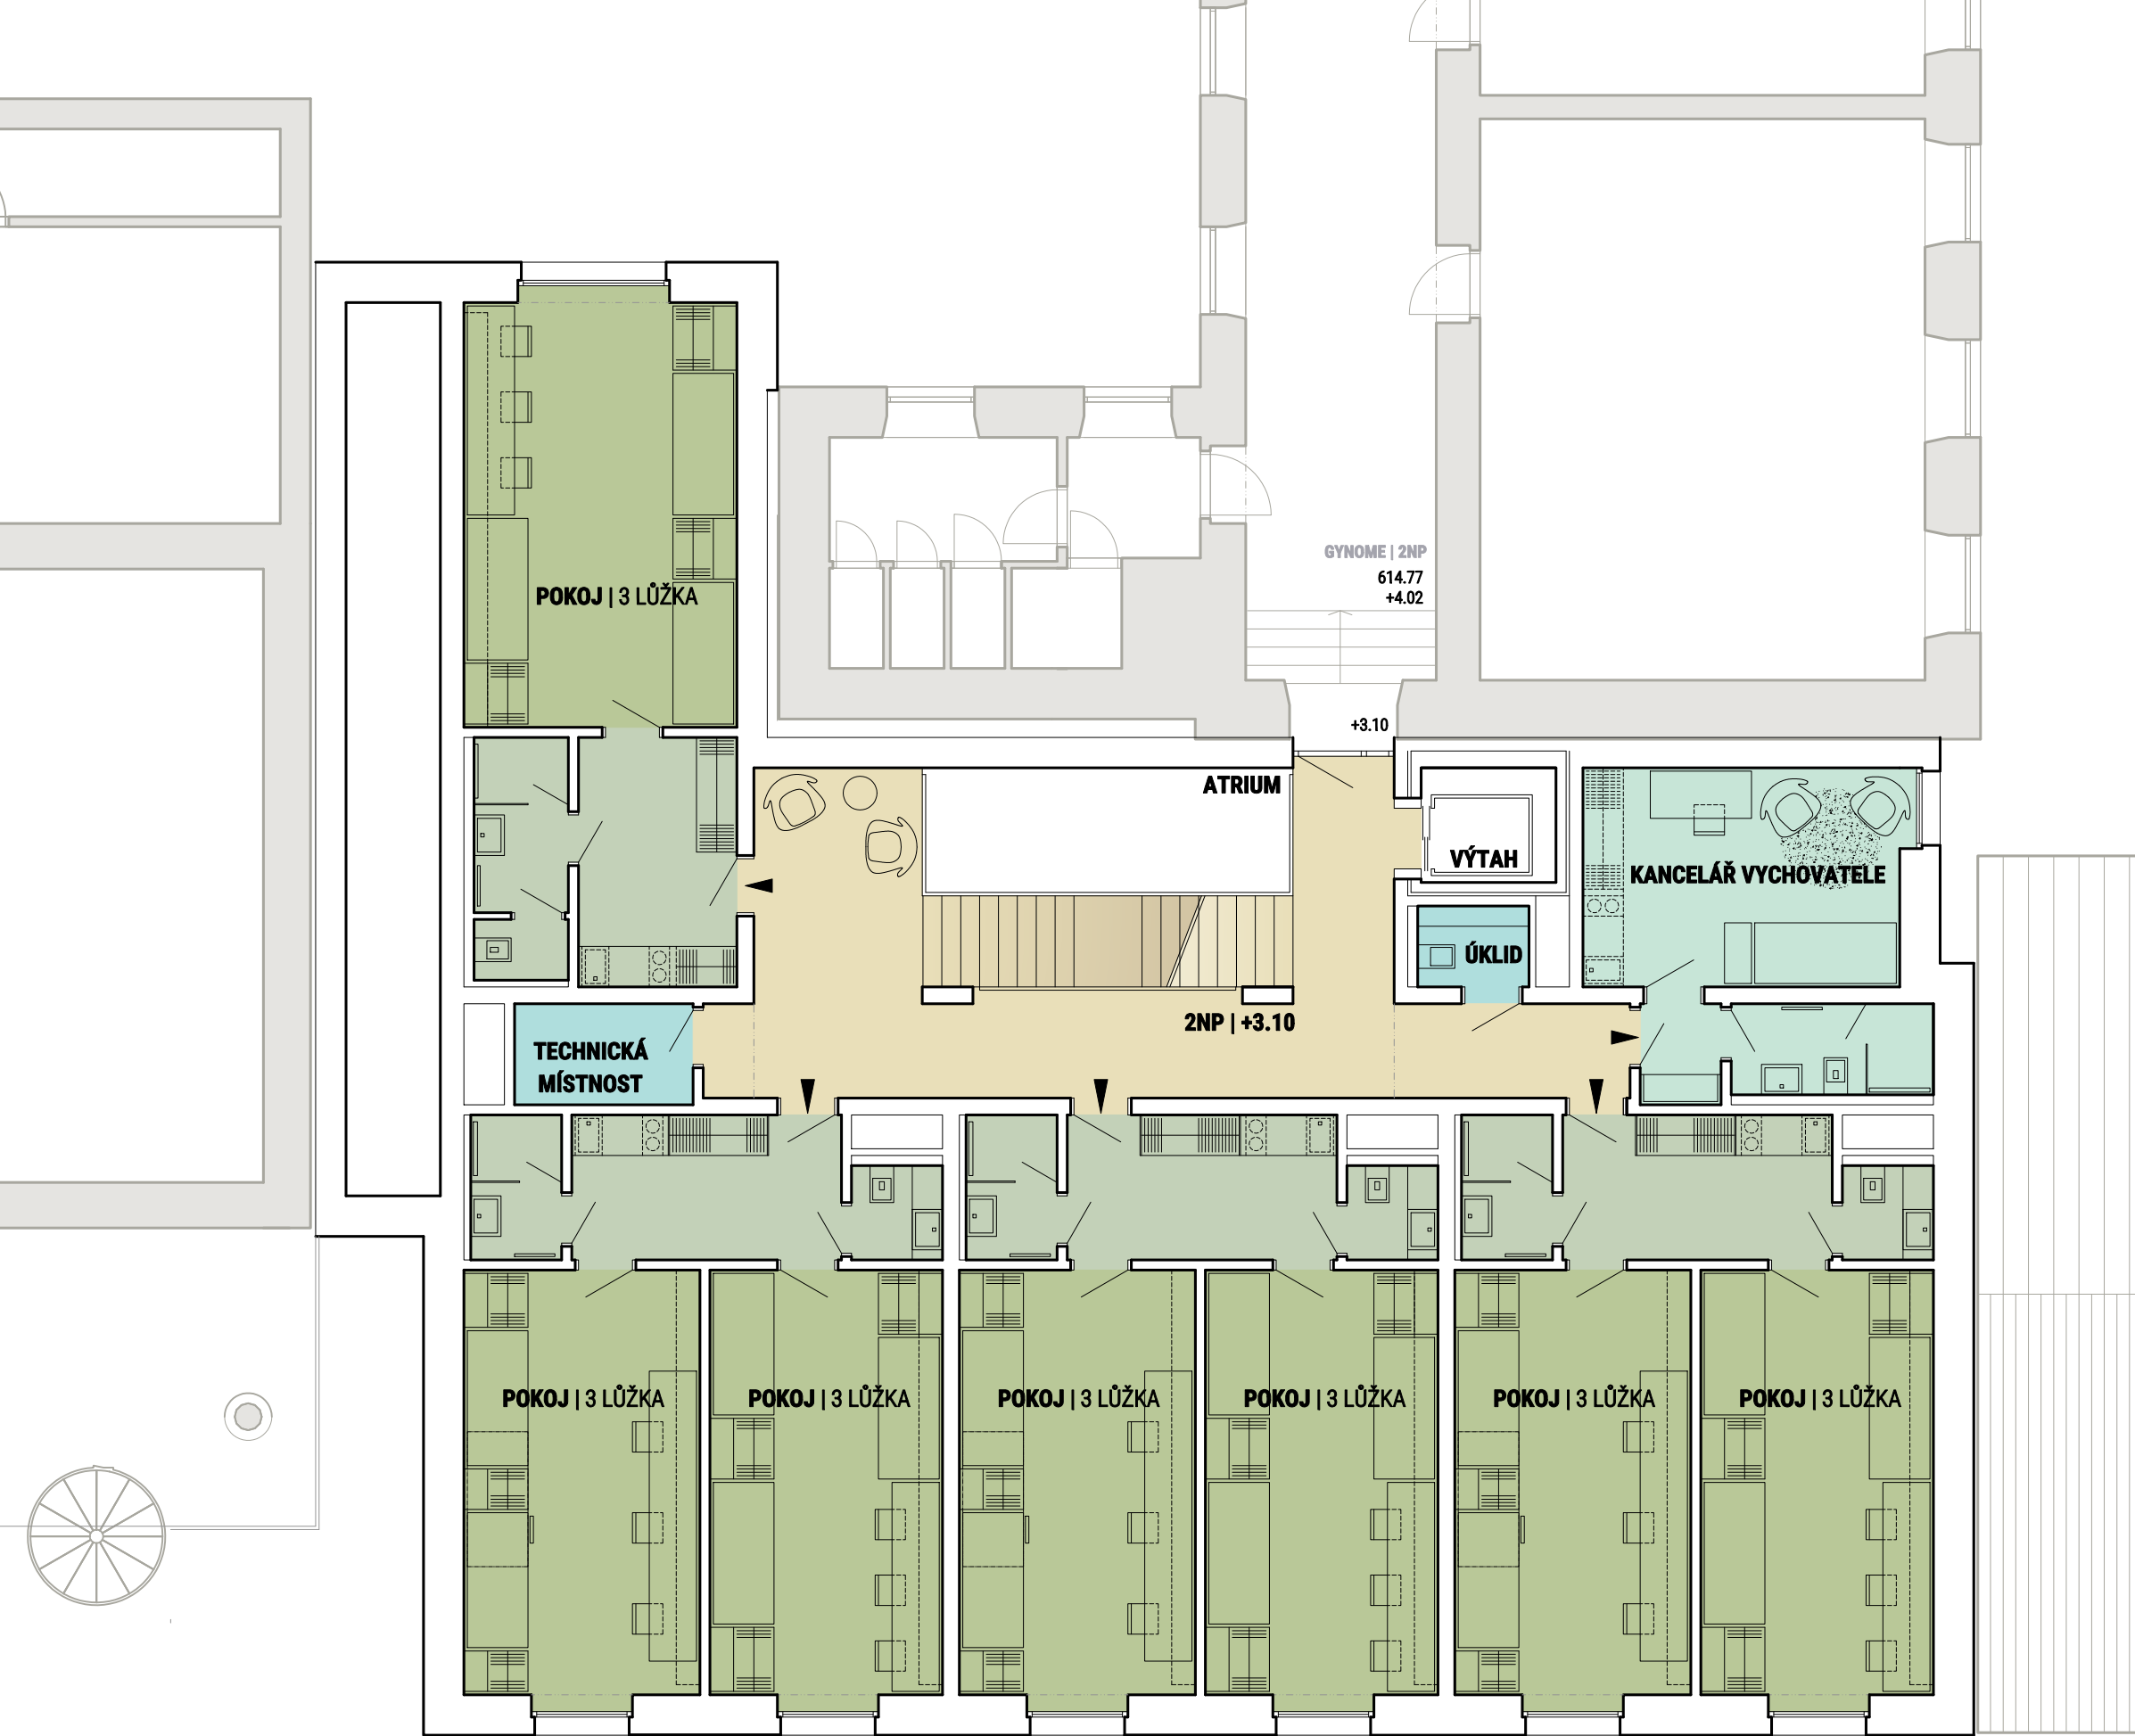 GYNOME | 2NP
614.77
+4.02
POKOJ | 3 LŮŽKA
+3.10
ATRIUM
VÝTAH
KANCELÁŘ VYCHOVATELE
ÚKLID
2NP | +3.10
TECHNICKÁ
MÍSTNOST
POKOJ | 3 LŮŽKA
POKOJ | 3 LŮŽKA
POKOJ | 3 LŮŽKA
POKOJ | 3 LŮŽKA
POKOJ | 3 LŮŽKA
POKOJ | 3 LŮŽKA